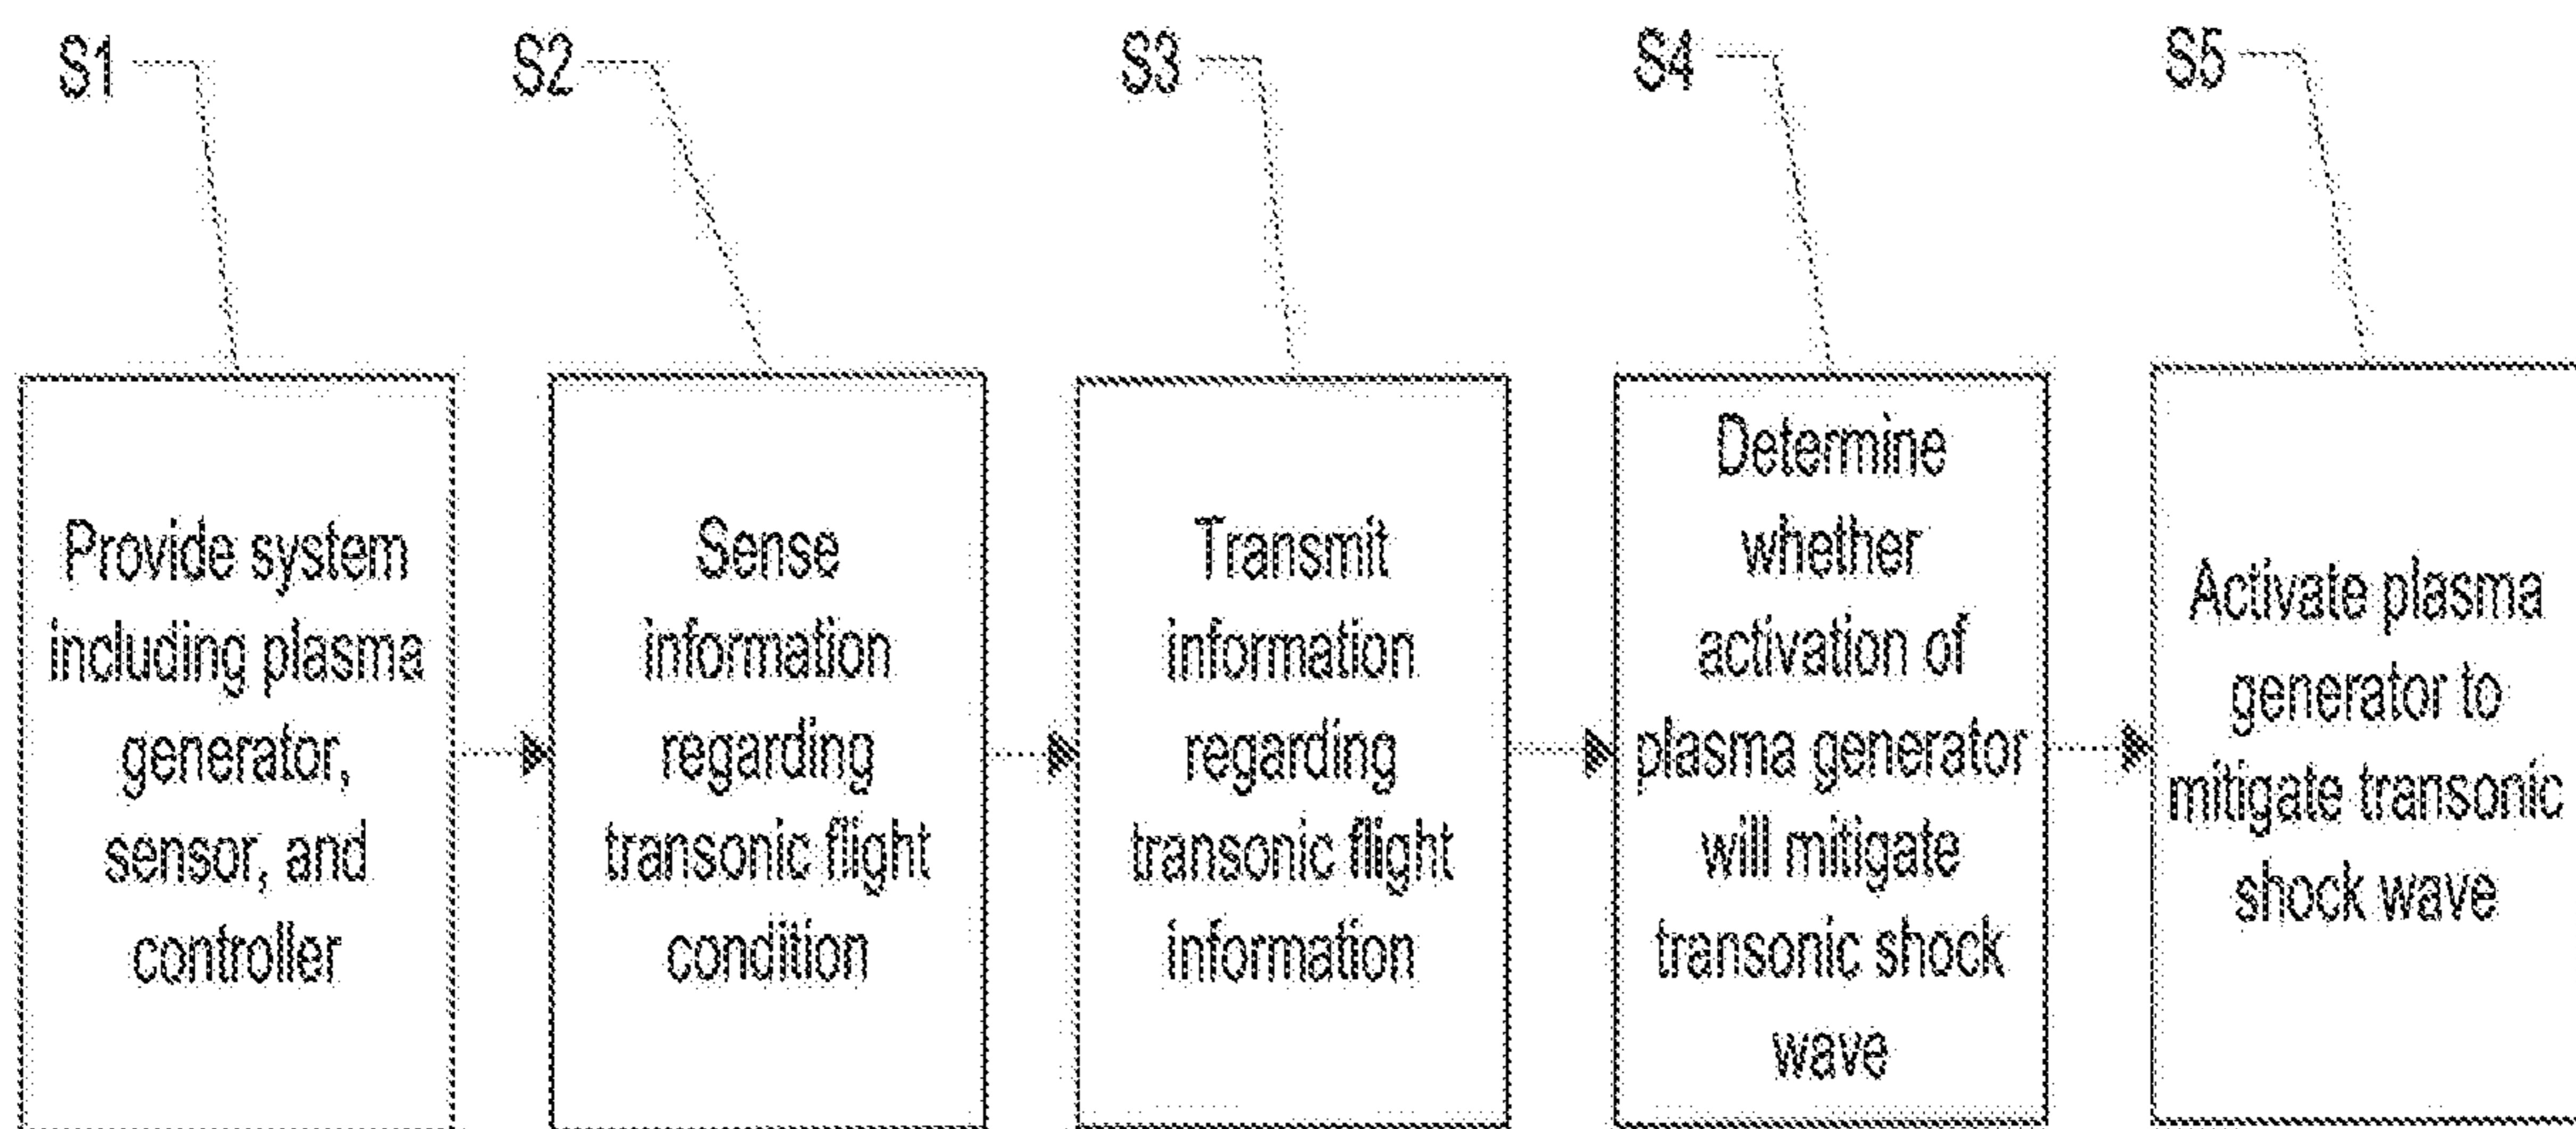 S1
S2
S3
S4
S5
Provide system
including plasma
generator,
sensor, and
controller
Sense
information
regarding
transonic flight
condition
Transmit
information
regarding
transonic flight
information
Determine
whether
activation of
plasma generator
will mitigate
transonic shock
wave
Activate plasma
generator to
mitigate transonic
shock wave